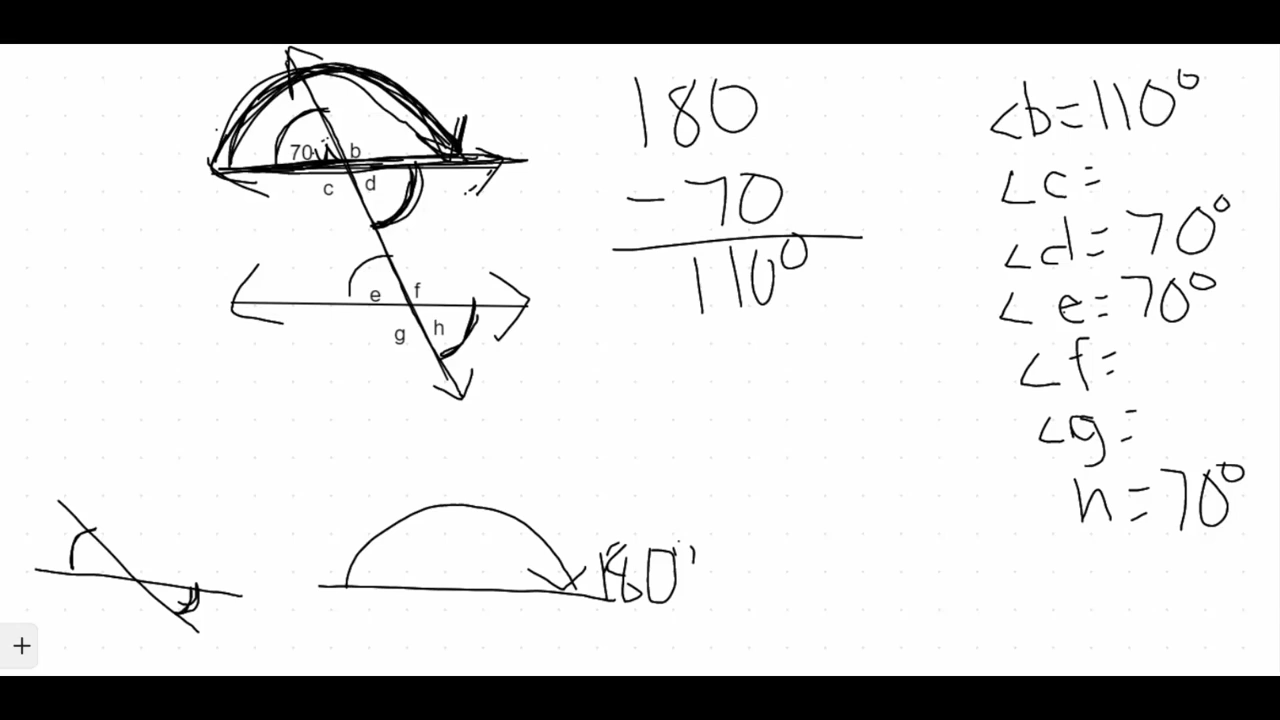 70 b
c d
e f
g h
180
- 70
110°
<b=110°
<c=
<d=70°
<e=70°
<f=
<g=
h=70°
180°
+